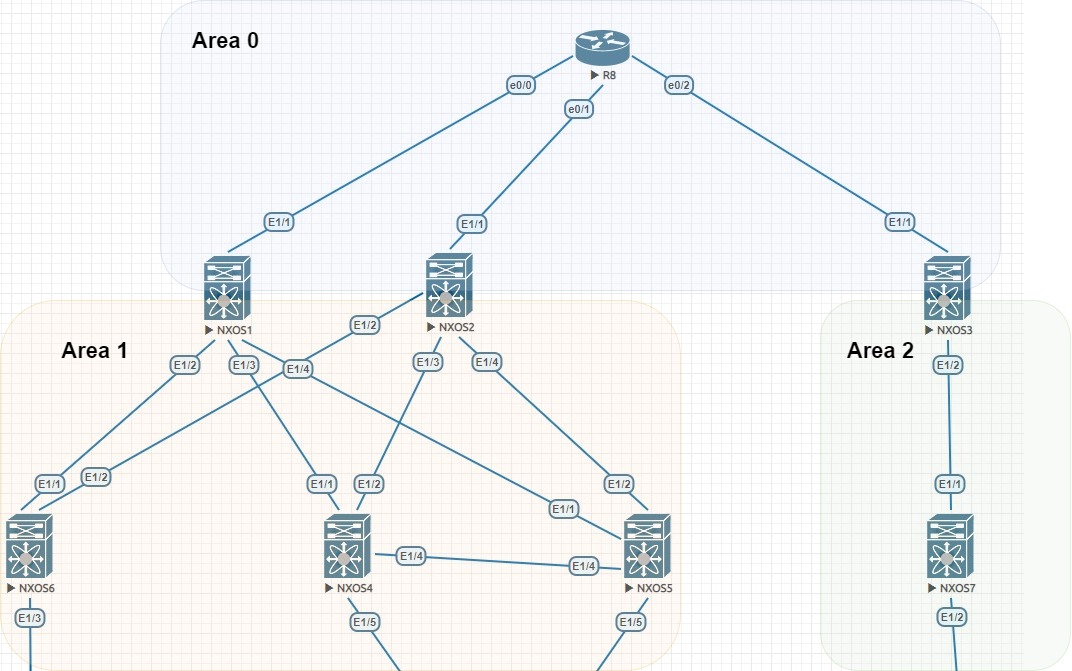 Area 0
R8
e0/0
e0/2
e0/1
E1/1
E1/1
E1/1
NXOS1
NXOS2
NXOS3
Area 1
Area 2
E1/2
E1/2
E1/3
E1/4
E1/3
E1/4
E1/2
E1/1
E1/2
E1/1
E1/2
E1/1
E1/2
E1/1
E1/4
E1/4
NXOS6
NXOS4
NXOS5
NXOS7
E1/3
E1/5
E1/5
E1/2